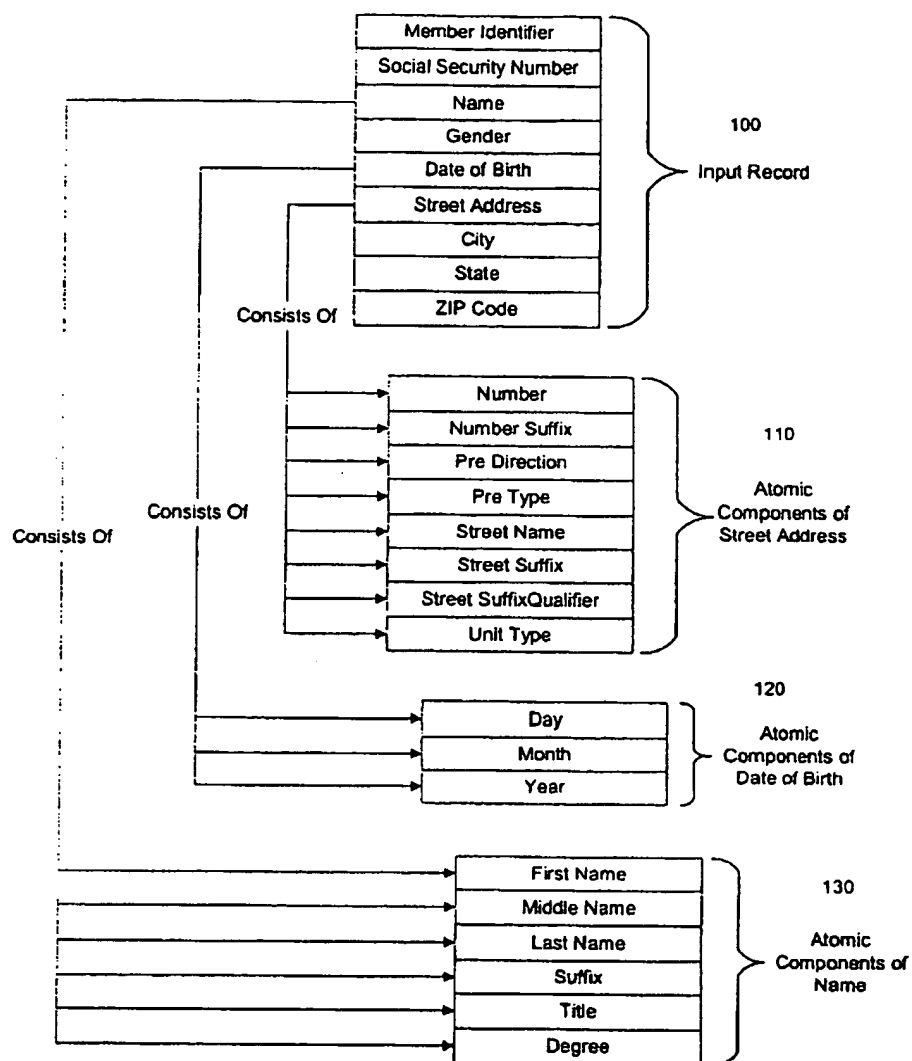 Member Identifier
Social Security Number
Name
Gender
Date of Birth
Street Address
City
State
ZIP Code
100
Input Record
Consists Of
Number
Number Suffix
Pre Direction
Pre Type
Street Name
Street Suffix
Street SuffixQualifier
Unit Type
110
Atomic
Components of
Street Address
Consists Of
Consists Of
Day
Month
Year
120
Atomic
Components of
Date of Birth
First Name
Middle Name
Last Name
Suffix
Title
Degree
130
Atomic
Components of
Name